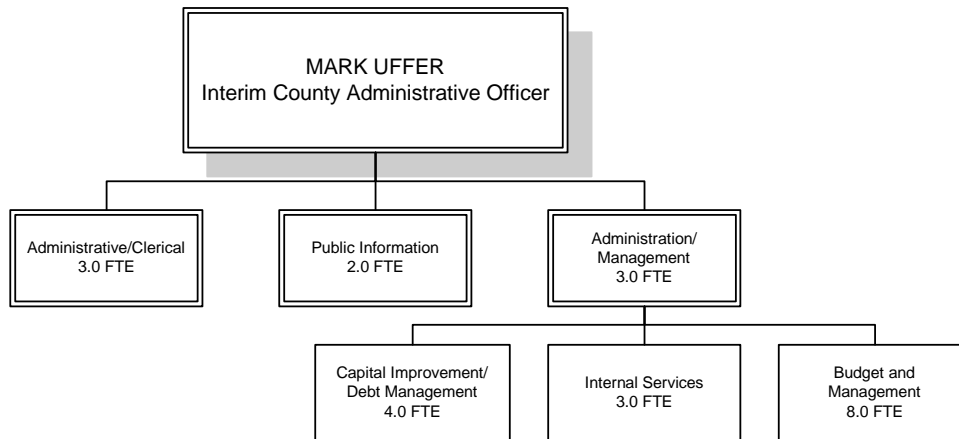 MARK UFFER
Interim County Administrative Officer
Administrative/Clerical
3.0 FTE
Public Information
2.0 FTE
Administration/
Management
3.0 FTE
Capital Improvement/
Debt Management
4.0 FTE
Internal Services
3.0 FTE
Budget and
Management
8.0 FTE